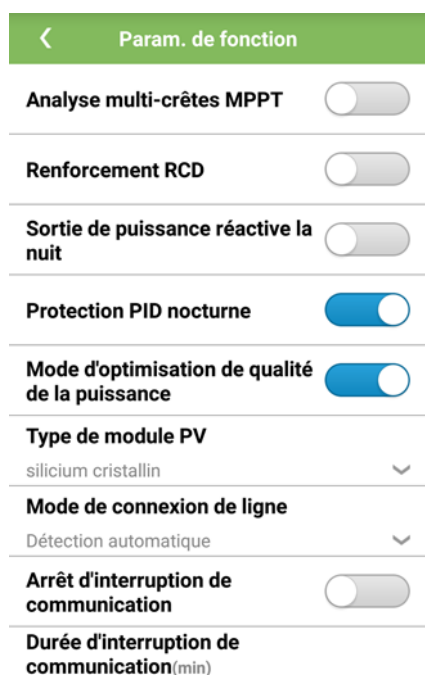 Param. de fonction
Analyse multi-crêtes MPPT
Renforcement RCD
Sortie de puissance réactive la
nuit
Protection PID nocturne
Mode d'optimisation de qualité
de la puissance
Type de module PV
silicium cristallin
Mode de connexion de ligne
Détection automatique
Arrêt d'interruption de
communication
Durée d'interruption de
communication(min)